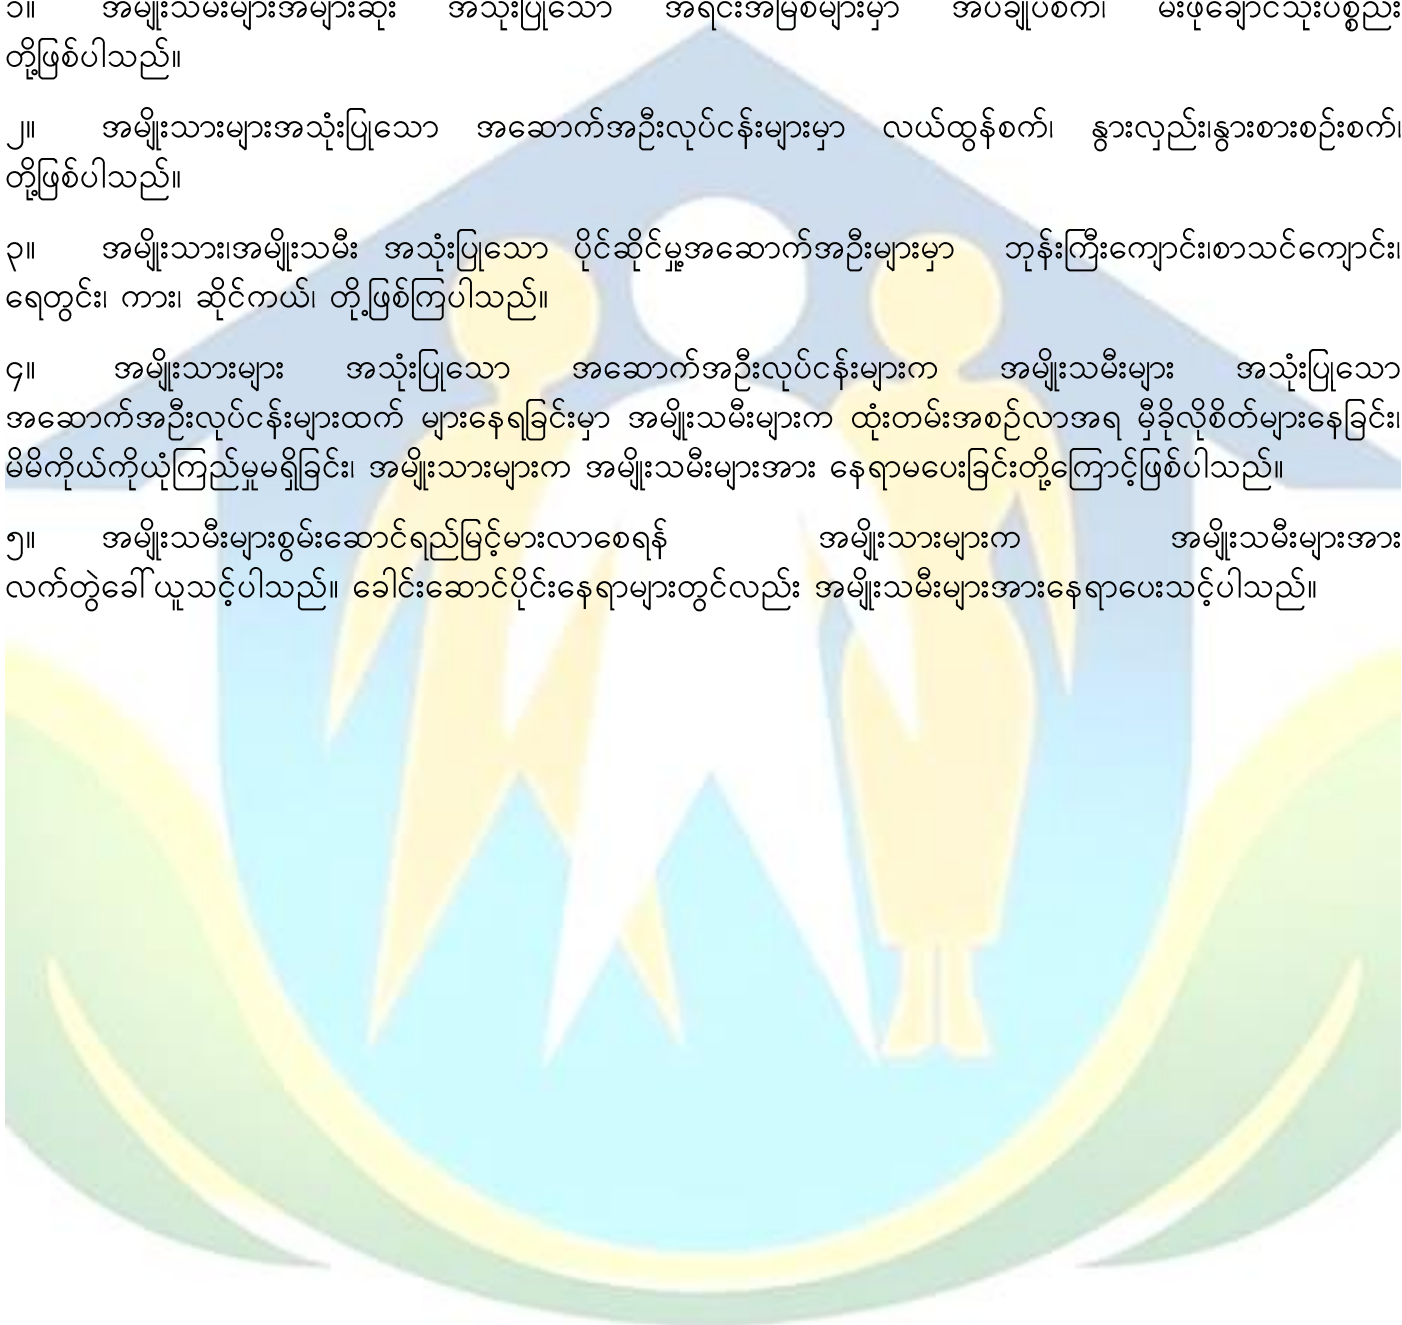 ၁။ အမျိုးသမီးများအများဆုံး အသုံးပြုသော အရင်းအမြစ်များမှာ အပ်ချုပ်စက်၊ မီးဖိုချောင်သုံးပစ္စည်း
တို့ဖြစ်ပါသည်။
၂။ အမျိုးသားများအသုံးပြုသော အဆောက်အဦးလုပ်ငန်းများမှာ လယ်ထွန်စက်၊ နွားလှည်း၊နွားစားစဉ်းစက်၊
တို့ဖြစ်ပါသည်။
၃။ အမျိုးသား၊အမျိုးသမီး အသုံးပြုသော ပိုင်ဆိုင်မှု့အဆောက်အဦးများမှာ ဘုန်းကြီးကျောင်း၊စာသင်ကျောင်း၊
ရေတွင်း၊ ကား၊ ဆိုင်ကယ်၊ တို့ဖြစ်ကြပါသည်။
၄။ အမျိုးသားများ အသုံးပြုသော အဆောက်အဦးလုပ်ငန်းများက အမျိုးသမီးများ အသုံးပြုသော
အဆောက်အဦးလုပ်ငန်းများထက် များနေရခြင်းမှာ အမျိုးသမီးများက ထုံးတမ်းအစဉ်လာအရ မှီခိုလိုစိတ်များနေခြင်း၊
မိမိကိုယ်ကိုယုံကြည်မှုမရှိခြင်း၊ အမျိုးသားများက အမျိုးသမီးများအား နေရာမပေးခြင်းတို့ကြောင့်ဖြစ်ပါသည်။
၅။ အမျိုးသမီးများစွမ်းဆောင်ရည်မြင့်မားလာစေရန် အမျိုးသားများက အမျိုးသမီးများအား
လက်တွဲခေါ်ယူသင့်ပါသည်။ ခေါင်းဆောင်ပိုင်းနေရာများတွင်လည်း အမျိုးသမီးများအားနေရာပေးသင့်ပါသည်။